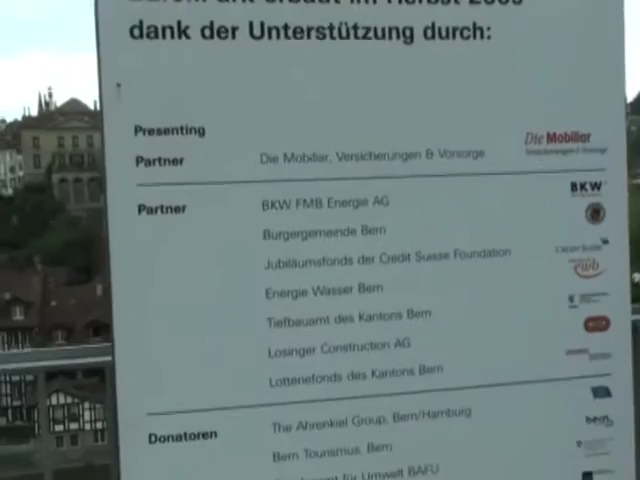 dank der Unterstützung durch:
Presenting
Partner Die Mobiliar, Versicherungen & Vorsorge Die Mobiliar
Partner BKW FMB Energie AG BKW
Burgergemeinde Bern
Jubiläumsfonds der Credit Suisse Foundation
Energie Wasser Bern ewb
Tiefbauamt des Kantons Bern
Losinger Construction AG
Lotteriefonds des Kantons Bern
Donatoren The Ahrenkiel Group, Bern/Hamburg
Bern Tourismus, Bern
für Umwelt BAFU